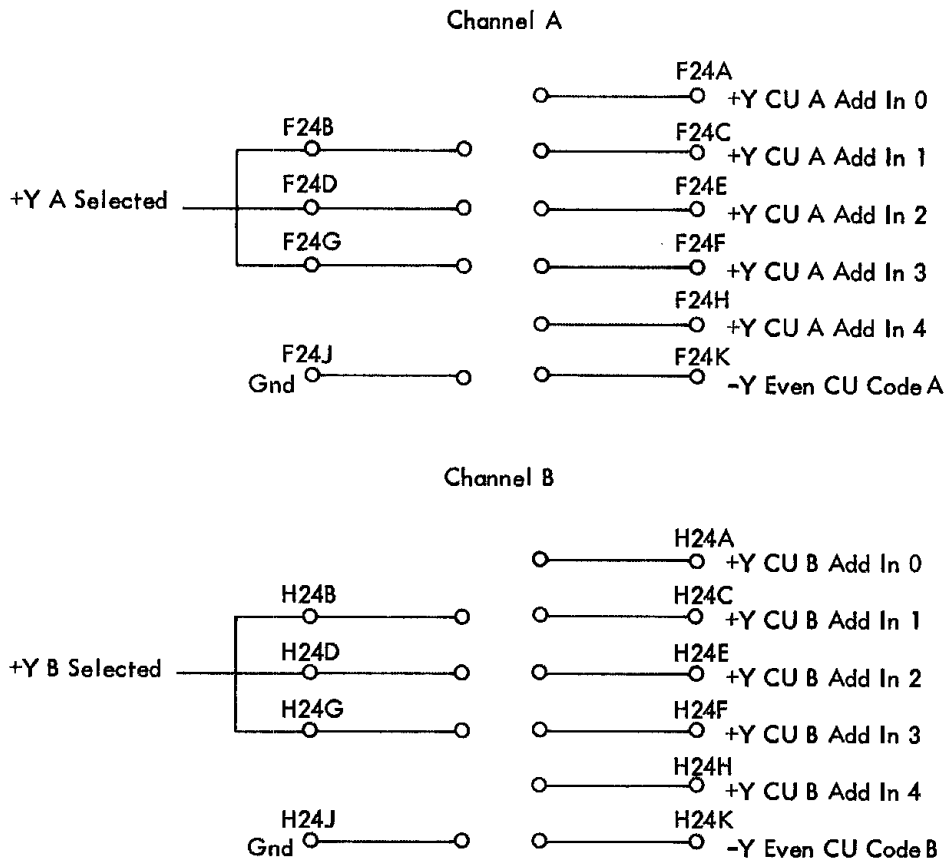 Channel A
F24A
+Y CU A Add In 0
F24B
F24C
+Y CU A Add In 1
F24D
F24E
+Y A Selected
+Y CU A Add In 2
F24G
F24F
+Y CU A Add In 3
F24H
+Y CU A Add In 4
F24J
F24K
Gnd
-Y Even CU Code A
Channel B
H24A
+Y CU B Add In 0
H24B
H24C
+Y CU B Add In 1
H24D
H24E
+Y B Selected
+Y CU B Add In 2
H24G
H24F
+Y CU B Add In 3
H24H
+Y CU B Add In 4
H24J
H24K
Gnd
-Y Even CU Code B